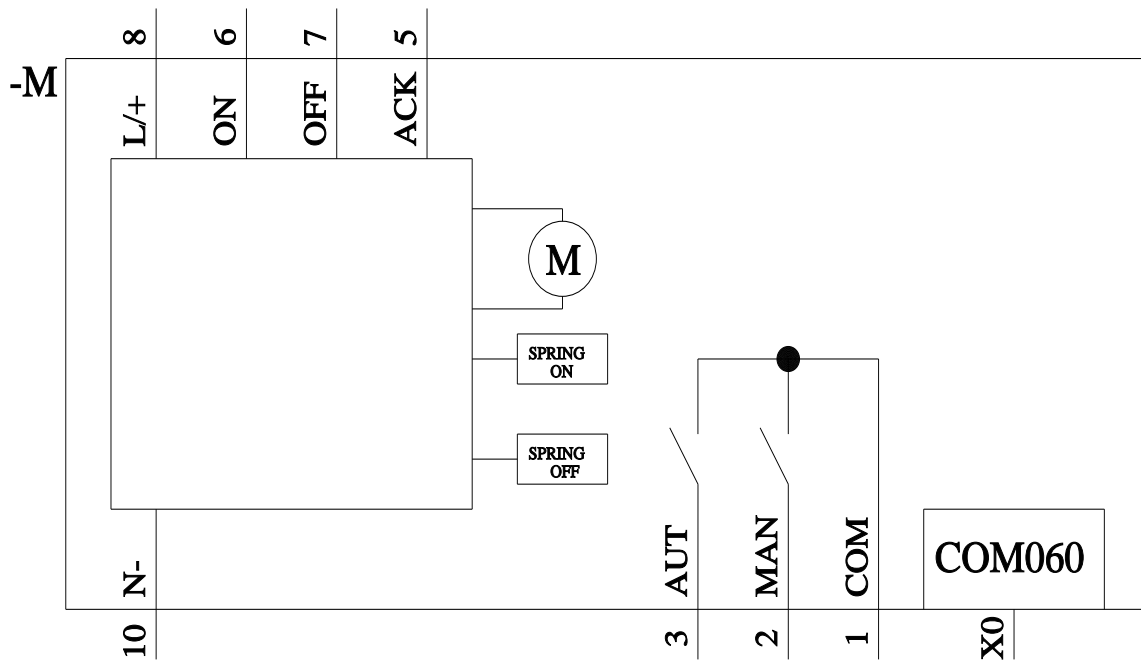 8
6
7
5
-M
L/+
ON
OFF
ACK
M
SPRING
ON
SPRING
OFF
N-
AUT
MAN
COM
COM060
10
3
2
1
X0